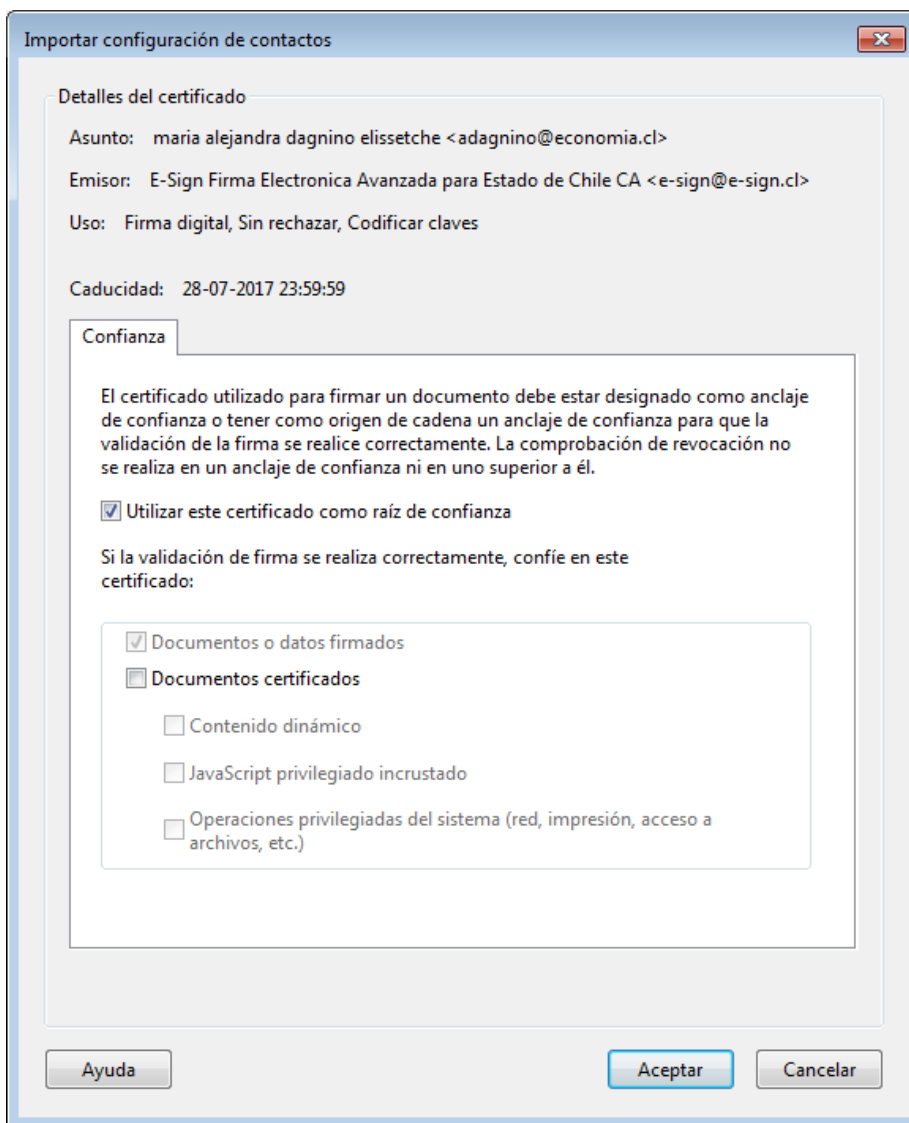 Importar configuración de contactos
Detalles del certificado
Asunto: maria alejandra dagnino elissetche <adagnino@economia.cl>
Emisor: E-Sign Firma Electronica Avanzada para Estado de Chile CA <e-sign@e-sign.cl>
Uso: Firma digital, Sin rechazar, Codificar claves
Caducidad: 28-07-2017 23:59:59
Confianza
El certificado utilizado para firmar un documento debe estar designado como anclaje
de confianza o tener como origen de cadena un anclaje de confianza para que la
validación de la firma se realice correctamente. La comprobación de revocación no
se realiza en un anclaje de confianza ni en uno superior a él.
Utilizar este certificado como raíz de confianza
Si la validación de firma se realiza correctamente, confíe en este
certificado:
Documentos o datos firmados
Documentos certificados
Contenido dinámico
JavaScript privilegiado incrustado
Operaciones privilegiadas del sistema (red, impresión, acceso a
archivos, etc.)
Ayuda
Aceptar
Cancelar